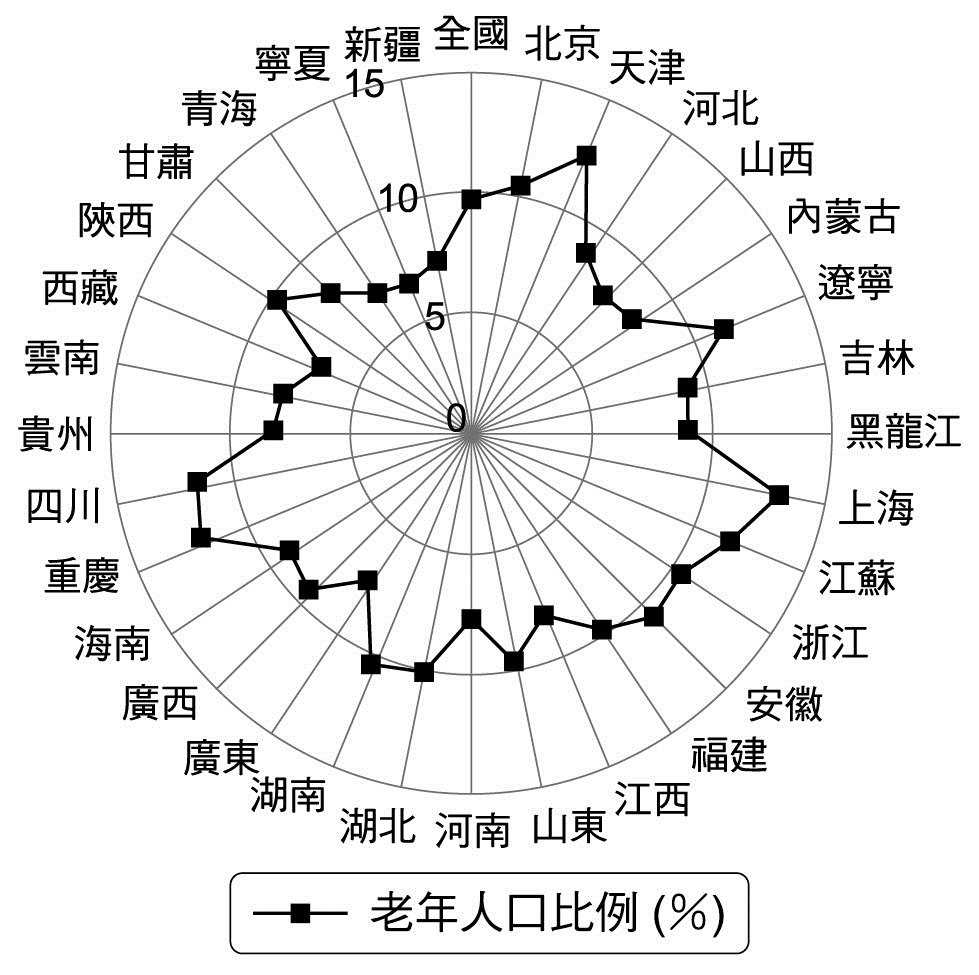 全國
北京
天津
河北
山西
內蒙古
遼寧
吉林
黑龍江
上海
江蘇
浙江
安徽
福建
江西
山東
河南
湖北
湖南
廣東
廣西
海南
重慶
四川
貴州
雲南
西藏
陝西
甘肅
青海
寧夏
新疆
15
10
5
0
老年人口比例 (%)